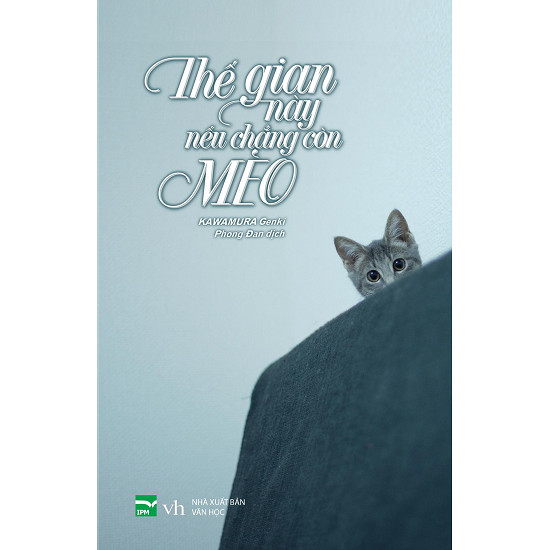 Thế gian
này
nếu chẳng còn
MÈO
KAWAMURA Genki
Phong Đan dịch
IPM
vh
NHÀ XUẤT BẢN
VĂN HỌC